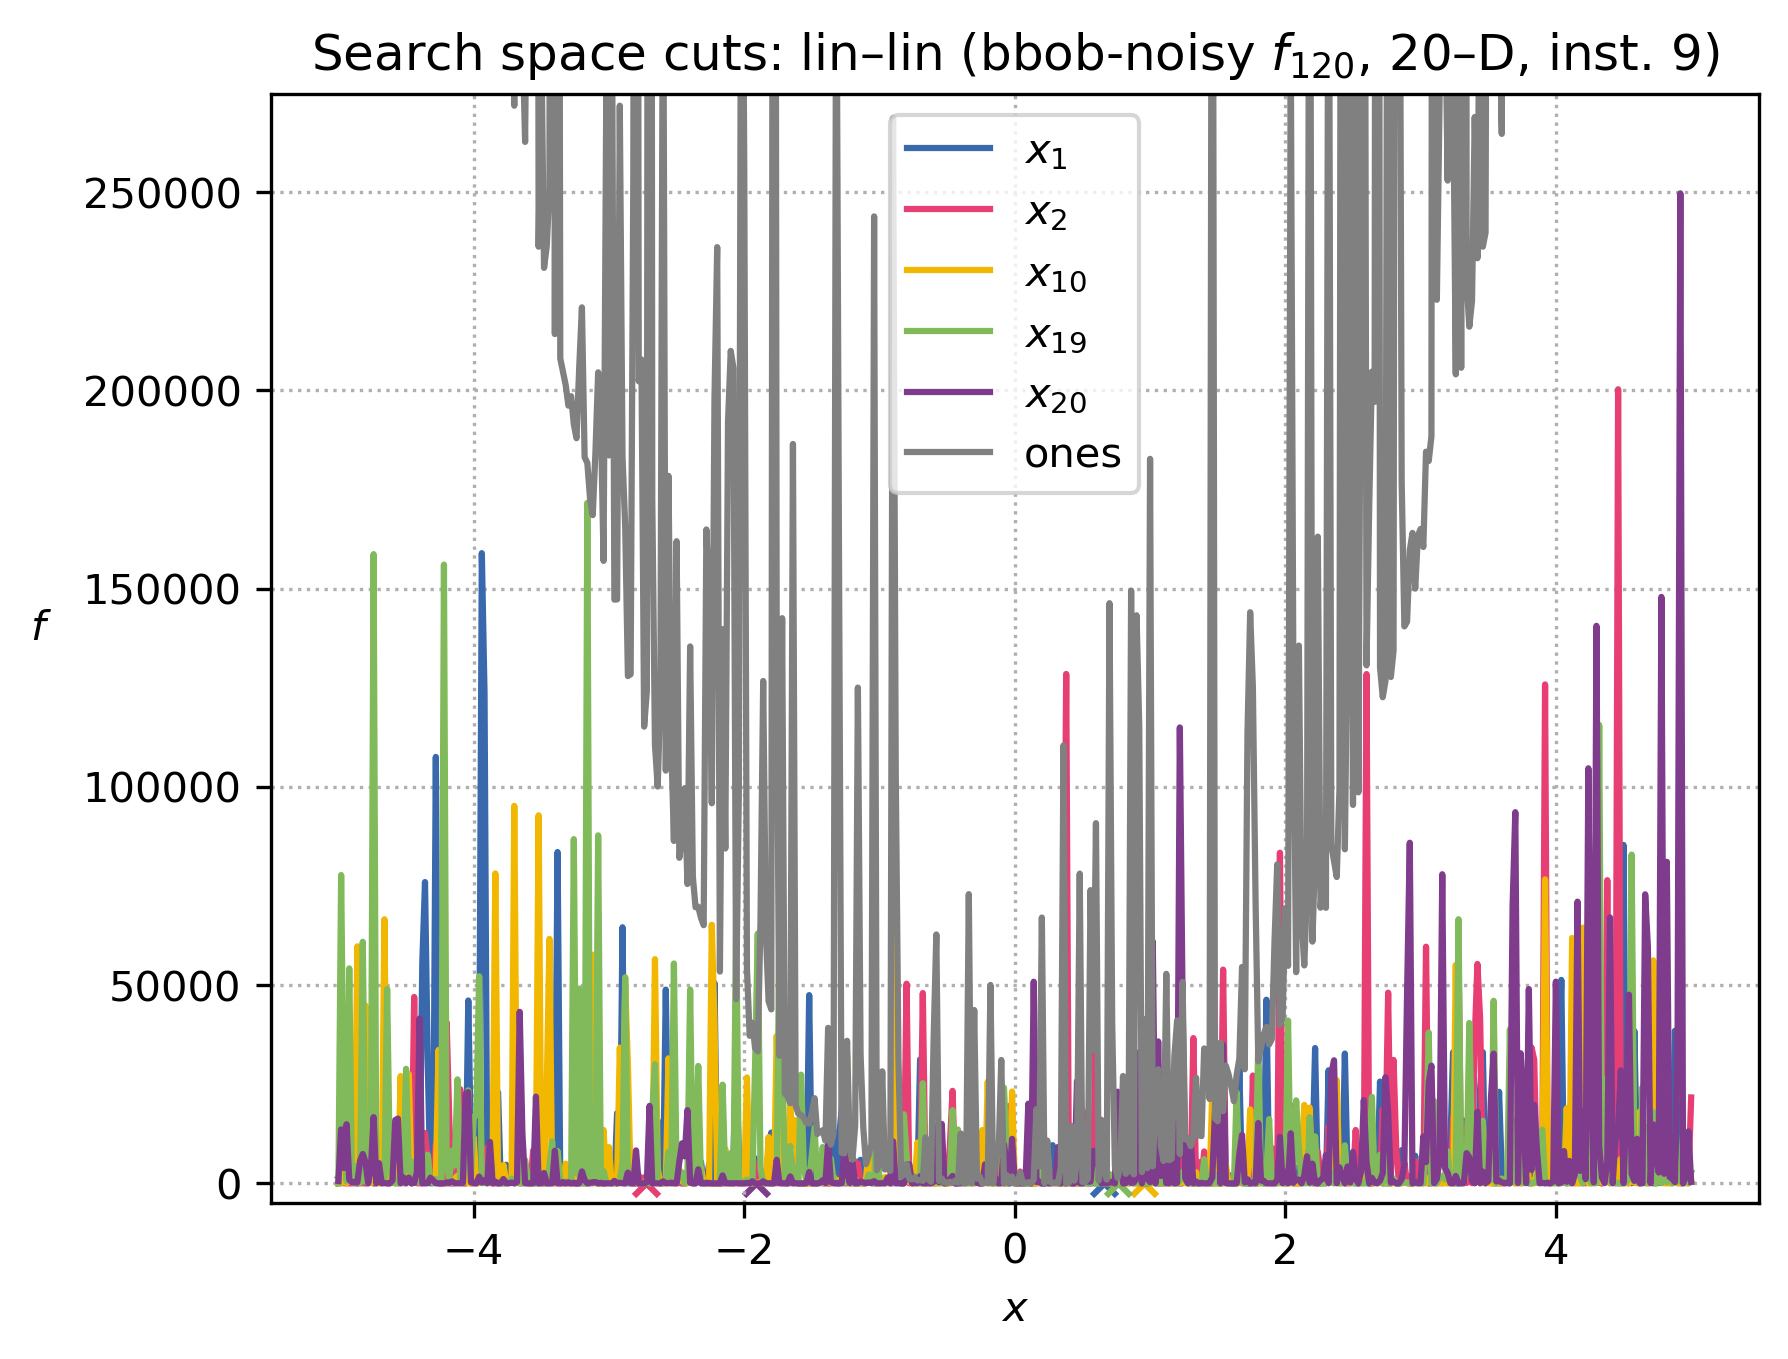 Search space cuts: lin–lin (bbob-noisy f₁₂₀, 20–D, inst. 9)
x₁
x₂
x₁₀
x₁₉
x₂₀
ones
250000
200000
150000
100000
50000
0
f
−4 −2 0 2 4
x